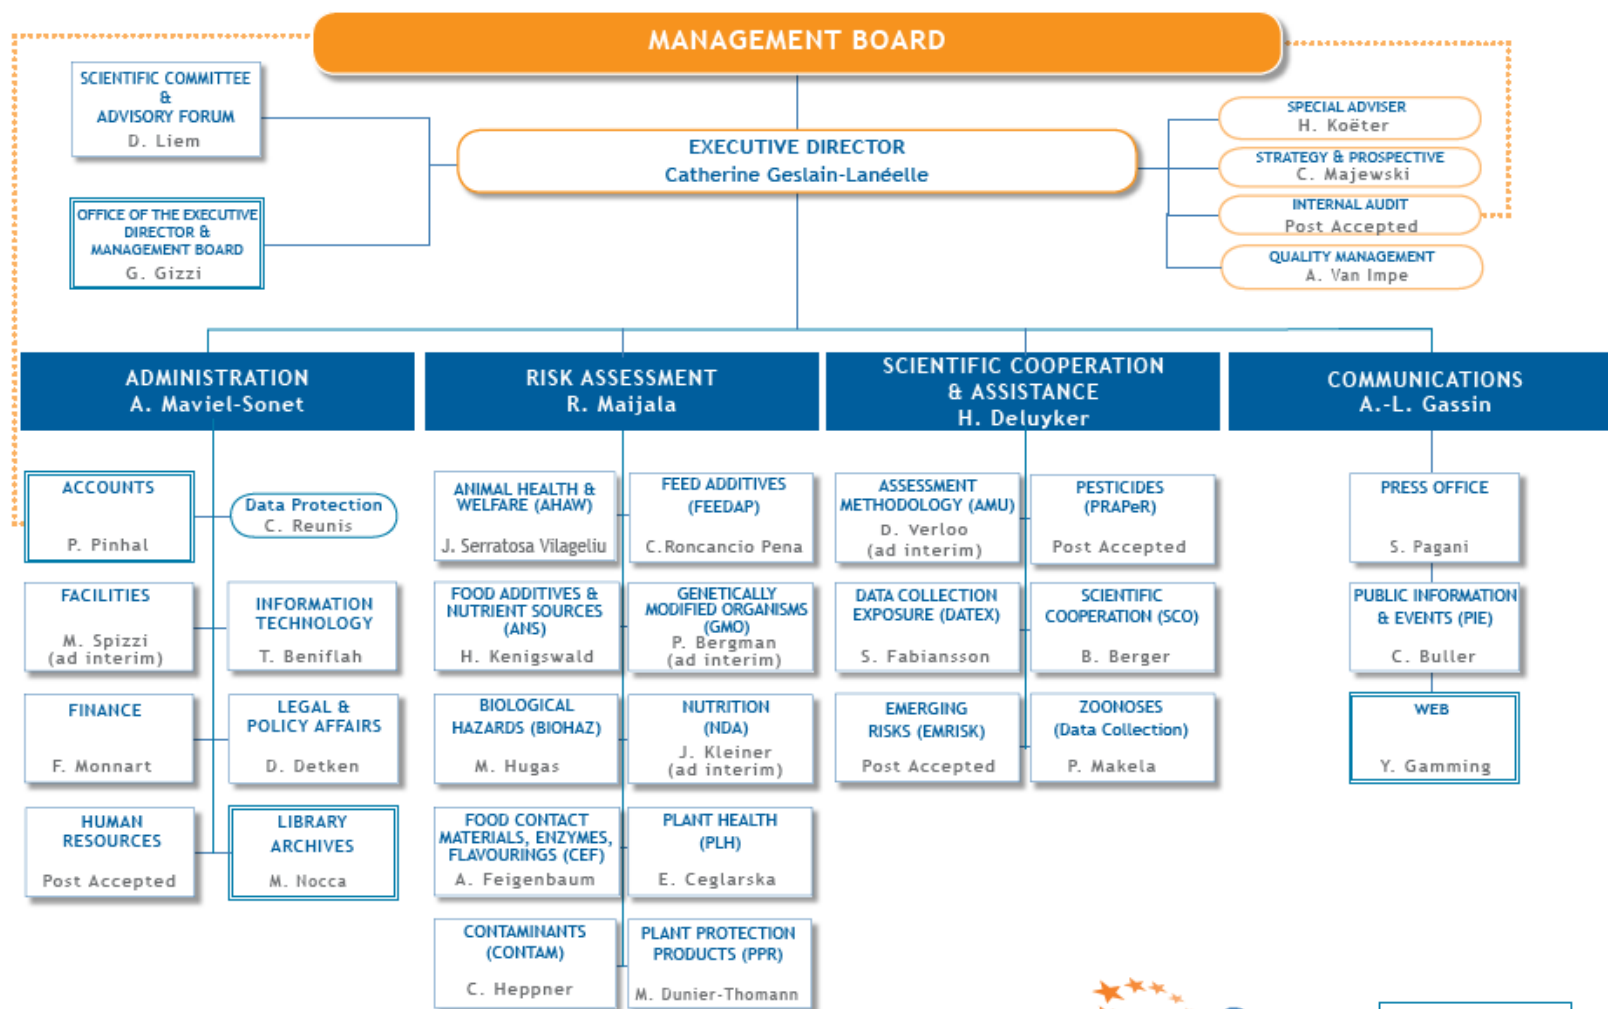 MANAGEMENT BOARD
SCIENTIFIC COMMITTEE
&
ADVISORY FORUM
D. Liem
OFFICE OF THE EXECUTIVE
DIRECTOR &
MANAGEMENT BOARD
G. Gizzi
EXECUTIVE DIRECTOR
Catherine Geslain-Lanéelle
SPECIAL ADVISER
H. Koëter
STRATEGY & PROSPECTIVE
C. Majewski
INTERNAL AUDIT
Post Accepted
QUALITY MANAGEMENT
A. Van Impe
ADMINISTRATION
A. Maviel-Sonet
RISK ASSESSMENT
R. Maijala
SCIENTIFIC COOPERATION
& ASSISTANCE
H. Deluyker
COMMUNICATIONS
A.-L. Gassin
ACCOUNTS
P. Pinhal
Data Protection
C. Reunis
FACILITIES
M. Spizzi
(ad interim)
INFORMATION
TECHNOLOGY
T. Beniflah
FINANCE
F. Monnart
LEGAL &
POLICY AFFAIRS
D. Detken
HUMAN
RESOURCES
Post Accepted
LIBRARY
ARCHIVES
M. Nocca
ANIMAL HEALTH &
WELFARE (AHAW)
J. Serratosa Vilageliu
FEED ADDITIVES
(FEEDAP)
C.Roncancio Pena
FOOD ADDITIVES &
NUTRIENT SOURCES
(ANS)
H. Kenigswald
GENETICALLY
MODIFIED ORGANISMS
(GMO)
P. Bergman
(ad interim)
BIOLOGICAL
HAZARDS (BIOHAZ)
M. Hugas
NUTRITION
(NDA)
J. Kleiner
(ad interim)
FOOD CONTACT
MATERIALS, ENZYMES,
FLAVOURINGS (CEF)
A. Feigenbaum
PLANT HEALTH
(PLH)
E. Ceglarska
CONTAMINANTS
(CONTAM)
C. Heppner
PLANT PROTECTION
PRODUCTS (PPR)
M. Dunier-Thomann
ASSESSMENT
METHODOLOGY (AMU)
D. Verloo
(ad interim)
PESTICIDES
(PRAPeR)
Post Accepted
DATA COLLECTION
EXPOSURE (DATEX)
S. Fabiansson
SCIENTIFIC
COOPERATION (SCO)
B. Berger
EMERGING
RISKS (EMRISK)
Post Accepted
ZOONOSES
(Data Collection)
P. Makela
PRESS OFFICE
S. Pagani
PUBLIC INFORMATION
& EVENTS (PIE)
C. Buller
WEB
Y. Gamming